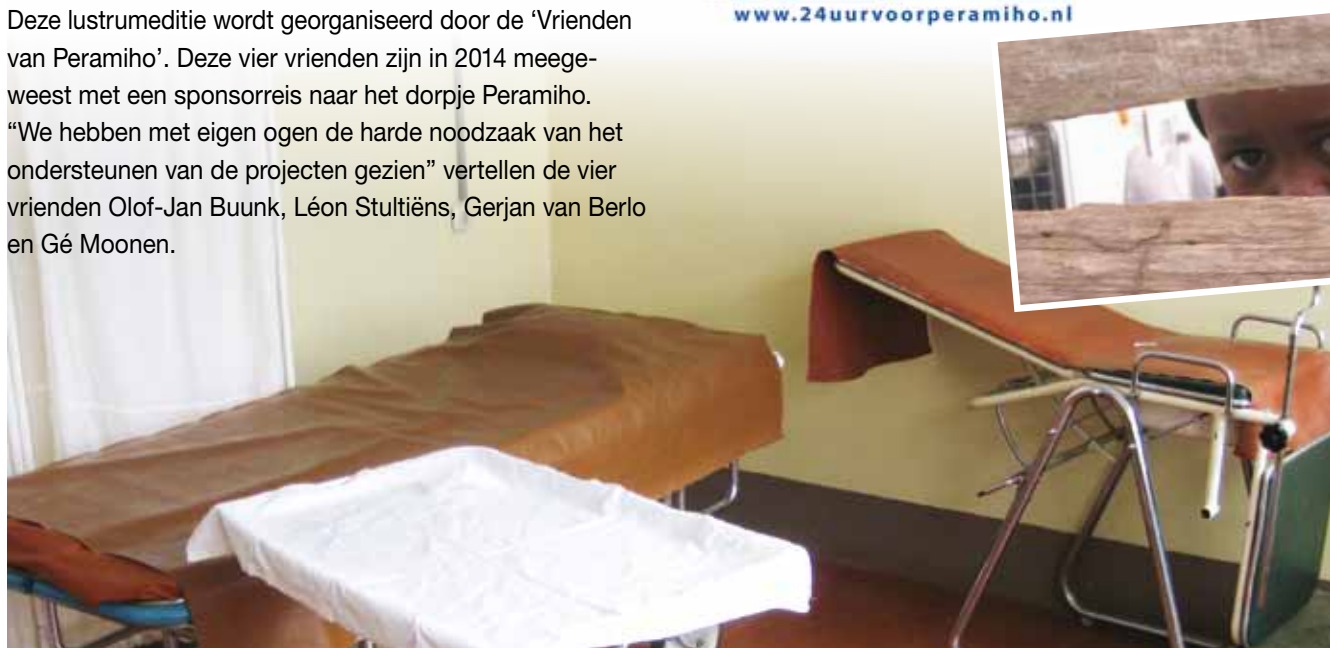 Deze lustrumeditie wordt georganiseerd door de ‘Vrienden
van Peramiho’. Deze vier vrienden zijn in 2014 meege-
weest met een sponsorreis naar het dorpje Peramiho.
“We hebben met eigen ogen de harde noodzaak van het
ondersteunen van de projecten gezien” vertellen de vier
vrienden Olof-Jan Buunk, Léon Stultiëns, Gerjan van Berlo
en Gé Moonen.
www.24uurvoorperamiho.nl